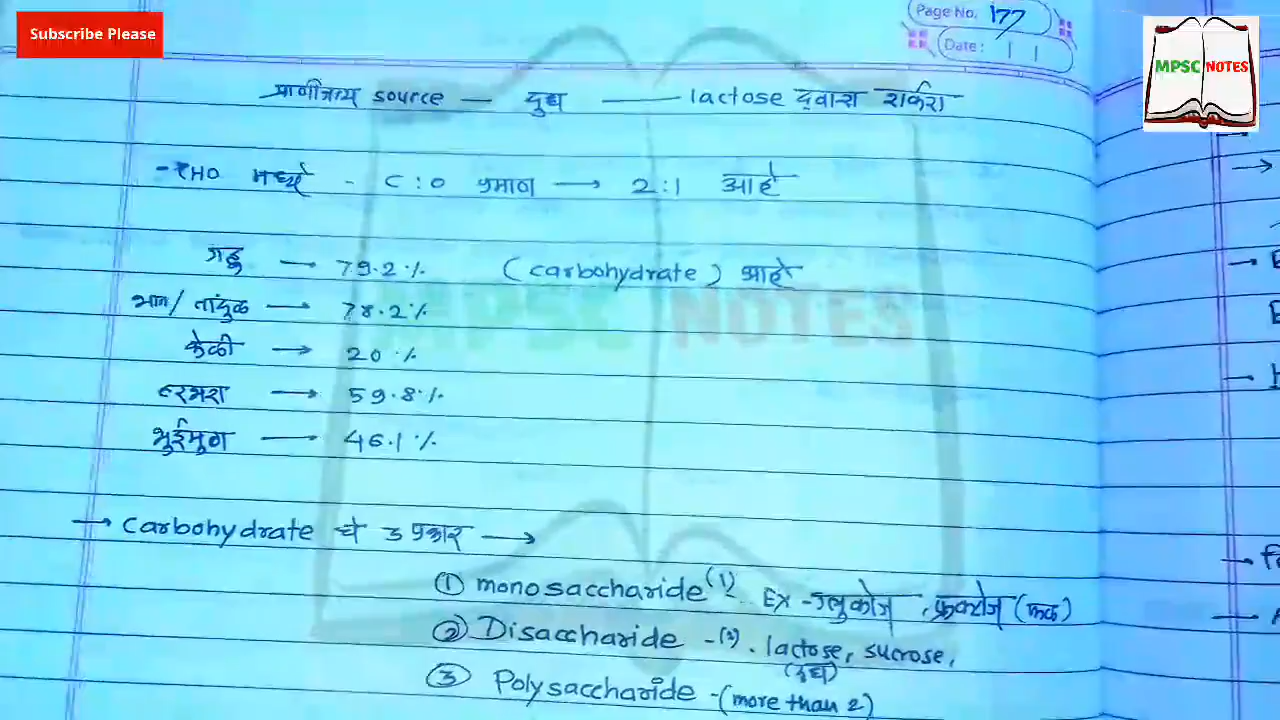 Subscribe Please
Page No. 177
Date:
MPSC NOTES
प्राणीजन्य source — दुध — lactose द्वारा शर्करा
- CHO मध्ये - C:O प्रमाण → 2:1 आहे
गहू → 79.2% (carbohydrate) आहे
भात/तांदुळ → 78.2%
केळी → 20%
हरभरा → 59.8%
भुईमुग — 46.1%
MPSC NOTES
→ Carbohydrate चे 3 प्रकार →
① monosaccharide (1) Ex - ग्लुकोज, फ्रुक्टोज (फळ)
② Disaccharide - (2). lactose, sucrose,
(दुध)
③ Polysaccharide - (more than 2)